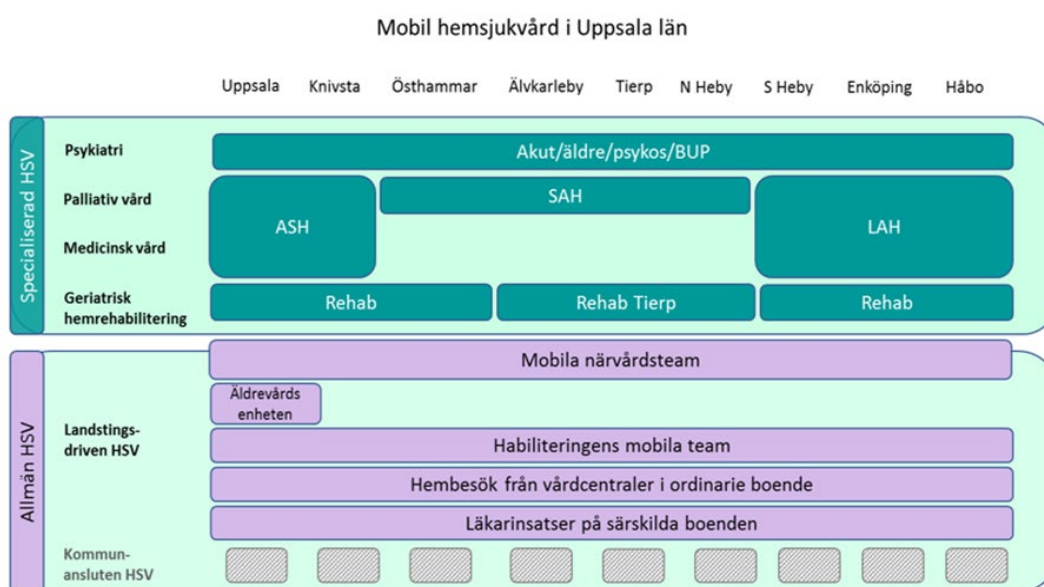 Mobil hemsjukvård i Uppsala län
Uppsala Knivsta Östhammar Älvkarleby Tierp N Heby S Heby Enköping Håbo
Specialiserad HSV
Psykiatri
Akut/äldre/psykos/BUP
Palliativ vård
SAH
ASH
LAH
Medicinsk vård
Geriatrisk
hemrehabilitering
Rehab
Rehab Tierp
Rehab
Allmän HSV
Mobila närvårdsteam
Äldrevårds
enheten
Landstings-
driven HSV
Habiliteringens mobila team
Hembesök från vårdcentraler i ordinarie boende
Läkarinsatser på särskilda boenden
Kommun-
ansluten HSV